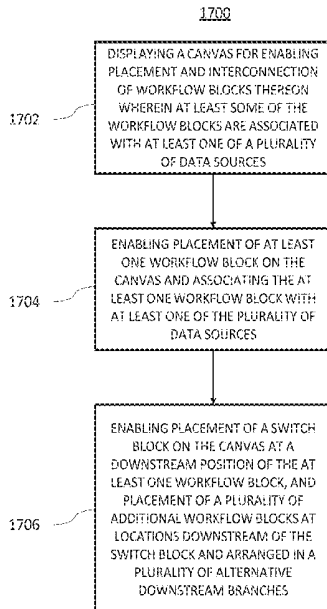 1700
DISPLAYING A CANVAS FOR ENABLING
PLACEMENT AND INTERCONNECTION
OF WORKFLOW BLOCKS THEREON
WHEREIN AT LEAST SOME OF THE
WORKFLOW BLOCKS ARE ASSOCIATED
WITH AT LEAST ONE OF A PLURALITY
OF DATA SOURCES
1702
ENABLING PLACEMENT OF AT LEAST
ONE WORKFLOW BLOCK ON THE
CANVAS AND ASSOCIATING THE AT
LEAST ONE WORKFLOW BLOCK WITH
AT LEAST ONE OF THE PLURALITY OF
DATA SOURCES
1704
ENABLING PLACEMENT OF A SWITCH
BLOCK ON THE CANVAS AT A
DOWNSTREAM POSITION OF THE AT
LEAST ONE WORKFLOW BLOCK, AND
PLACEMENT OF A PLURALITY OF
ADDITIONAL WORKFLOW BLOCKS AT
LOCATIONS DOWNSTREAM OF THE
SWITCH BLOCK AND ARRANGED IN A
PLURALITY OF ALTERNATIVE
DOWNSTREAM BRANCHES
1706